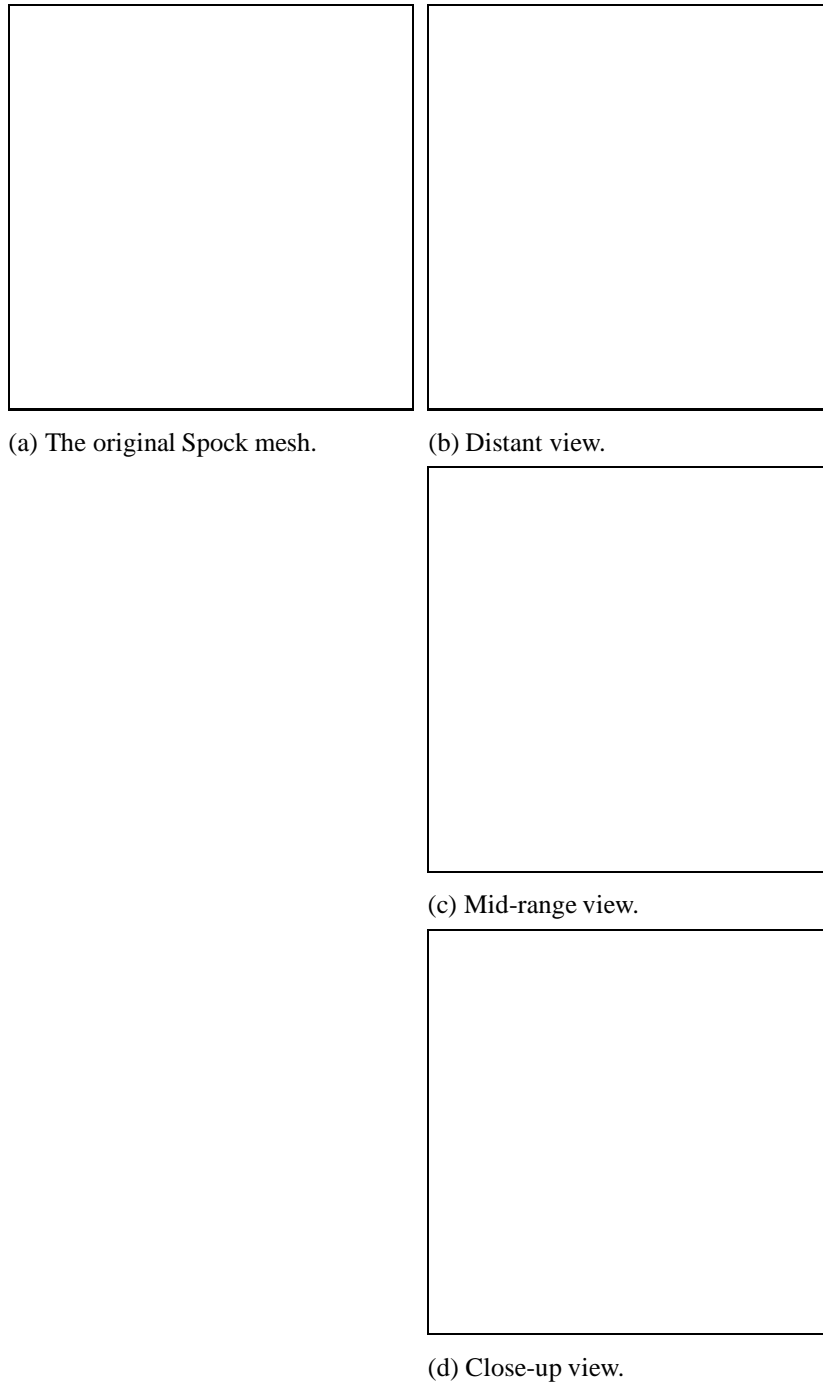 (a) The original Spock mesh.
(b) Distant view.
(c) Mid-range view.
(d) Close-up view.